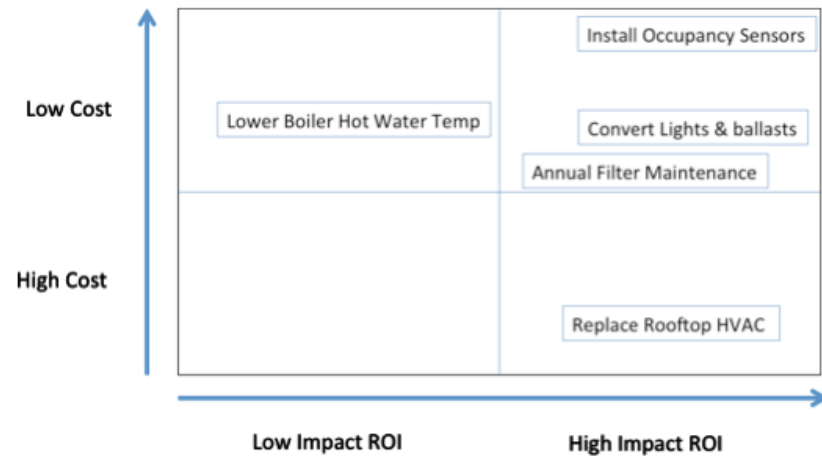 Install Occupancy Sensors
Low Cost
Lower Boiler Hot Water Temp
Convert Lights & ballasts
Annual Filter Maintenance
High Cost
Replace Rooftop HVAC
Low Impact ROI
High Impact ROI